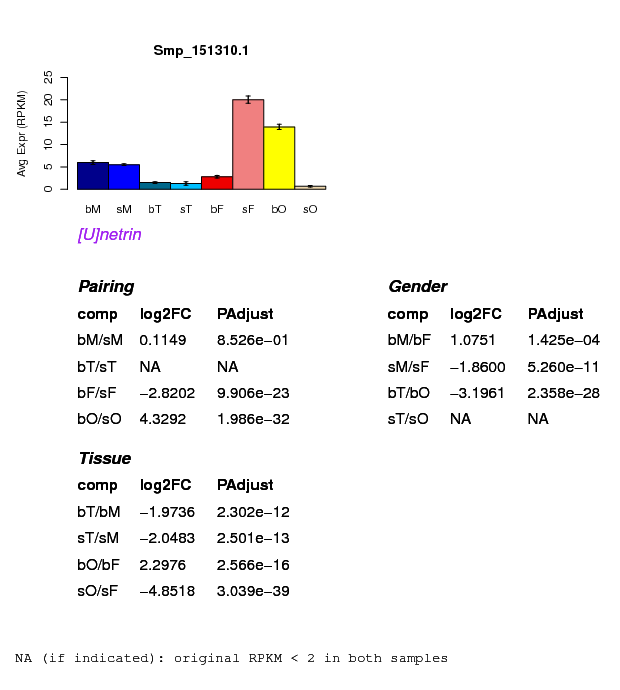 Smp_151310.1
Avg Expr (RPKM)
0 5 10 15 20 25
bM sM bT sT bF sF bO sO
[U]netrin
Pairing
comp log2FC PAdjust
bM/sM 0.1149 8.526e−01
bT/sT NA NA
bF/sF −2.8202 9.906e−23
bO/sO 4.3292 1.986e−32
Gender
comp log2FC PAdjust
bM/bF 1.0751 1.425e−04
sM/sF −1.8600 5.260e−11
bT/bO −3.1961 2.358e−28
sT/sO NA NA
Tissue
comp log2FC PAdjust
bT/bM −1.9736 2.302e−12
sT/sM −2.0483 2.501e−13
bO/bF 2.2976 2.566e−16
sO/sF −4.8518 3.039e−39
NA (if indicated): original RPKM < 2 in both samples